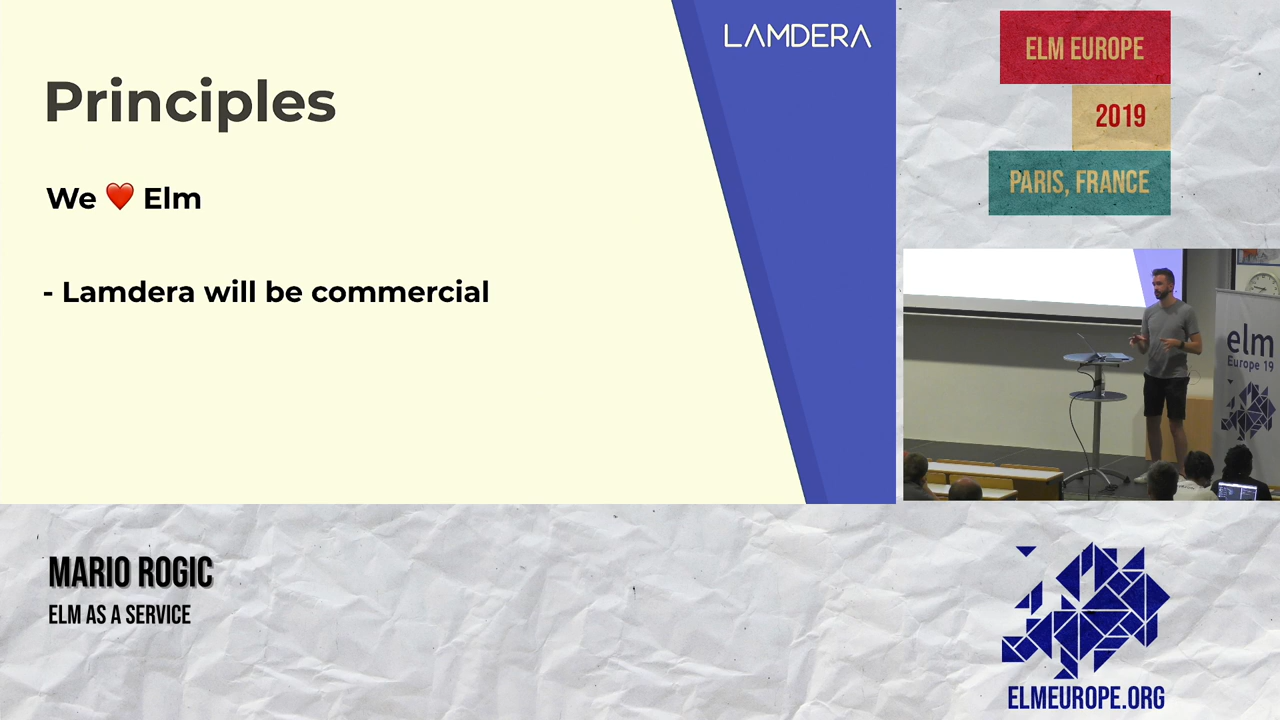 LAMDERA
Principles
We ❤️ Elm
- Lamdera will be commercial
ELM EUROPE
2019
PARIS, FRANCE
elm
Europe 19
MARIO ROGIC
ELM AS A SERVICE
ELMEUROPE.ORG